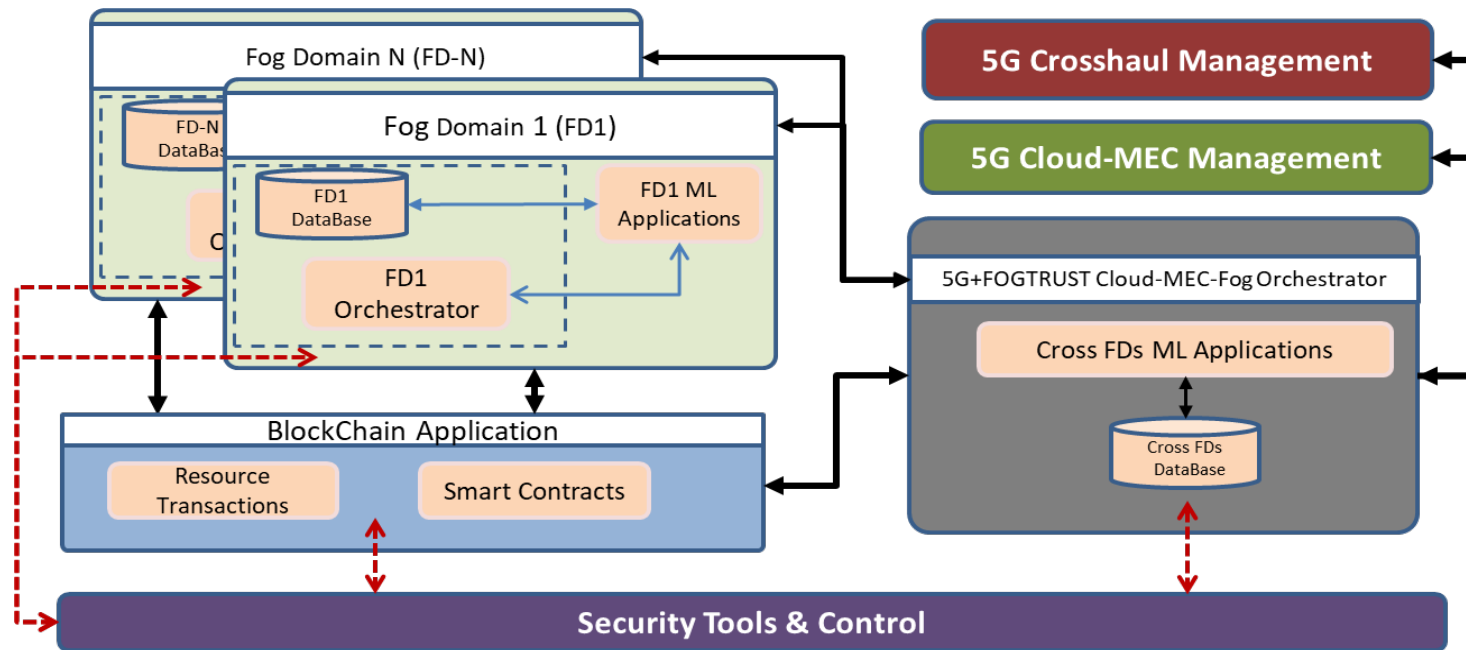 Fog Domain N (FD-N)
FD-N
Fog Domain 1 (FD1)
FD1
DataBase
FD1 ML
Applications
FD1
Orchestrator
BlockChain Application
Resource
Transactions
Smart Contracts
5G Crosshaul Management
5G Cloud-MEC Management
5G+FOGTRUST Cloud-MEC-Fog Orchestrator
Cross FDs ML Applications
Cross FDs
DataBase
Security Tools & Control